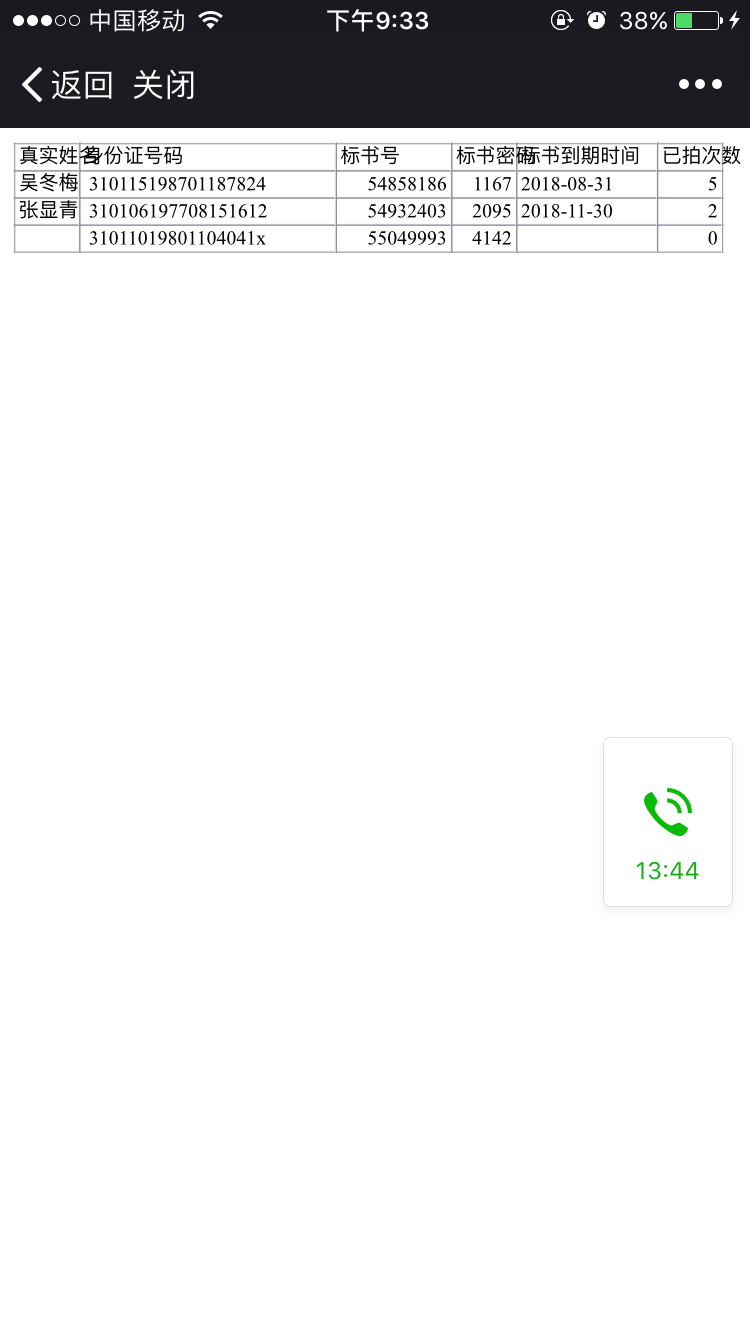 中国移动 下午9:33 38%
返回 关闭
真实姓名 身份证号码 标书号 标书密码 标书到期时间 已拍次数
吴冬梅 310115198701187824 54858186 1167 2018-08-31 5
张显青 310106197708151612 54932403 2095 2018-11-30 2
31011019801104041x 55049993 4142 0
13:44